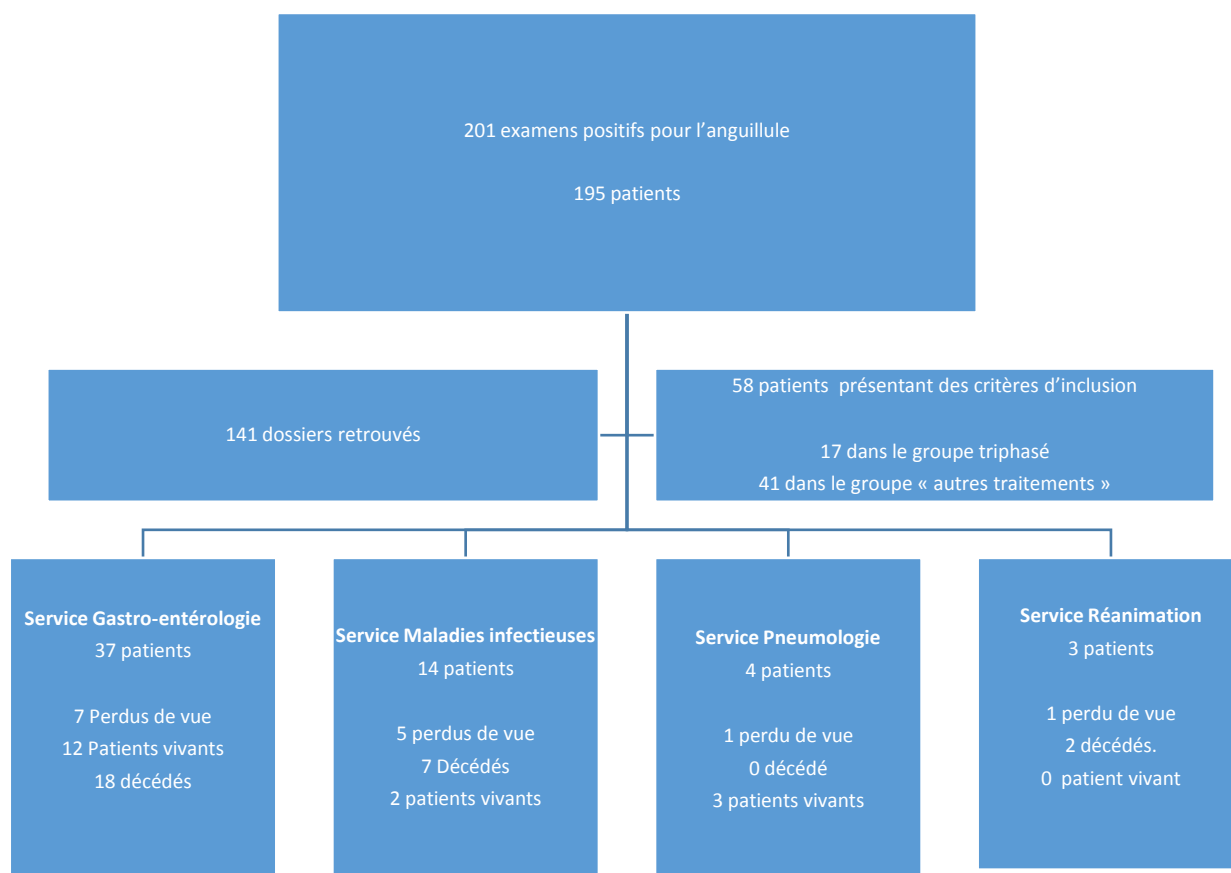 201 examens positifs pour l'anguillule
195 patients
141 dossiers retrouvés
58 patients présentant des critères d'inclusion
17 dans le groupe triphasé
41 dans le groupe « autres traitements »
Service Gastro-entérologie
37 patients
7 Perdus de vue
12 Patients vivants
18 décédés
Service Maladies infectieuses
14 patients
5 perdus de vue
7 Décédés
2 patients vivants
Service Pneumologie
4 patients
1 perdu de vue
0 décédé
3 patients vivants
Service Réanimation
3 patients
1 perdu de vue
2 décédés.
0 patient vivant